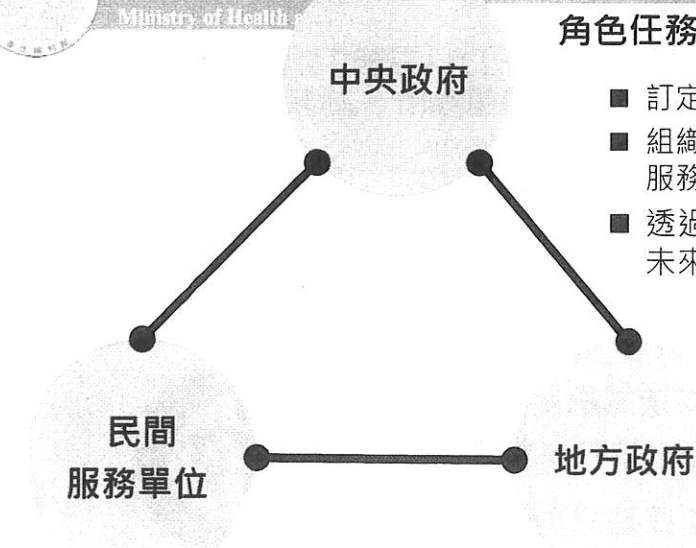 Ministry of Health a
角色任務
中央政府
■ 訂定
■ 組織
服務
■ 透過
未來
民間
服務單位
地方政府